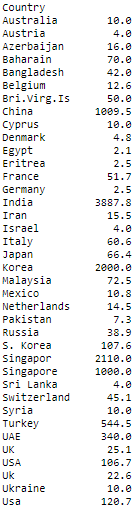 Country
Australia 10.0
Austria 4.0
Azerbaijan 16.0
Baharain 70.0
Bangladesh 42.0
Belgium 12.6
Bri.Virg.Is 50.0
China 1009.5
Cyprus 10.0
Denmark 4.8
Egypt 2.1
Eritrea 2.5
France 51.7
Germany 2.5
India 3887.8
Iran 15.5
Israel 4.0
Italy 60.6
Japan 66.4
Korea 2000.0
Malaysia 72.5
Mexico 10.8
Netherlands 14.5
Pakistan 7.3
Russia 38.9
S. Korea 107.6
Singapor 2110.0
Singapore 1000.0
Sri Lanka 4.0
Switzerland 45.1
Syria 10.0
Turkey 544.5
UAE 340.0
UK 25.1
USA 106.7
Uk 22.6
Ukraine 10.0
Usa 120.7